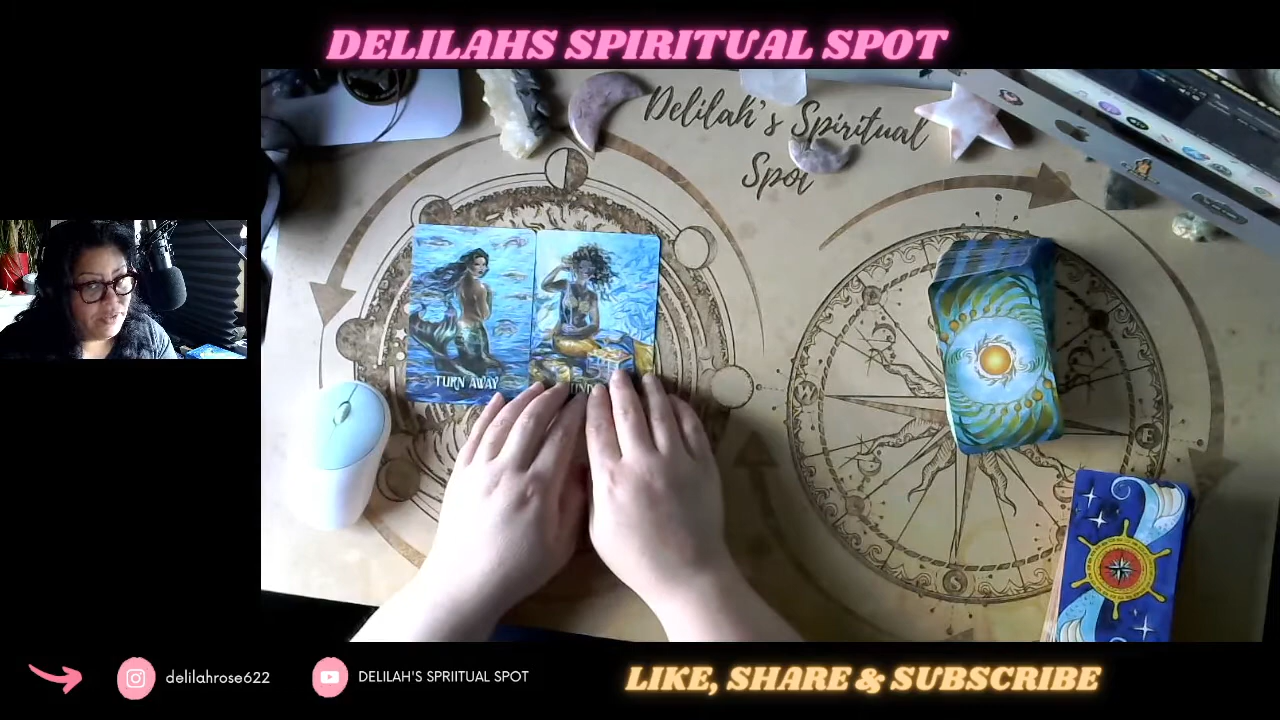 DELILAHS SPIRITUAL SPOT
Delilah's Spiritual
Spot
TURN AWAY
delilahrose622
DELILAH'S SPRIITUAL SPOT
LIKE, SHARE & SUBSCRIBE